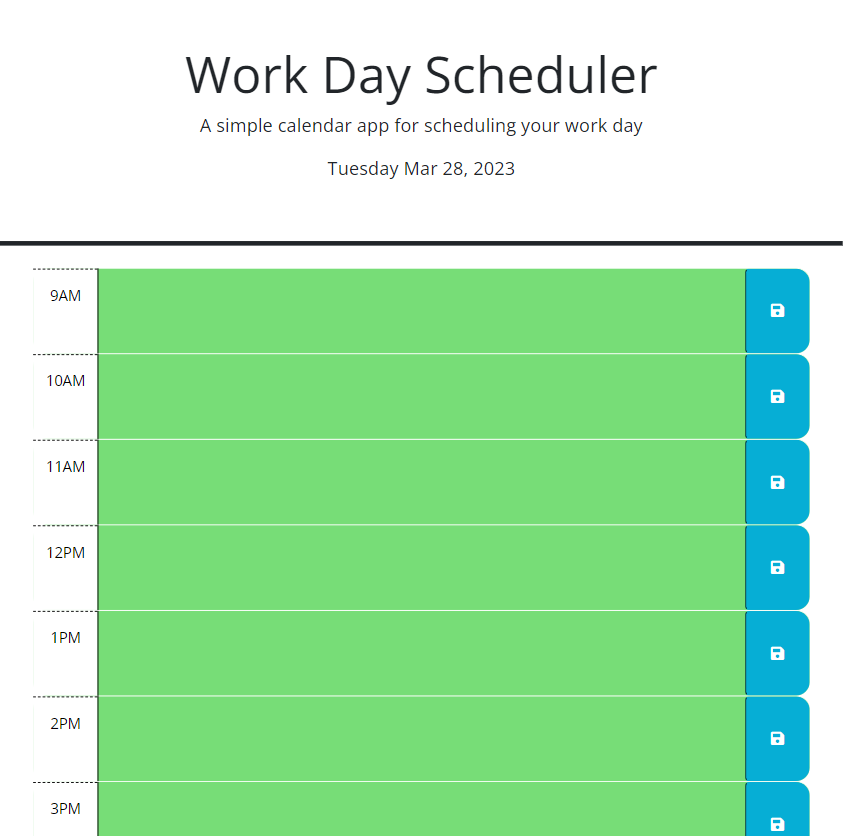 Work Day Scheduler
A simple calendar app for scheduling your work day
Tuesday Mar 28, 2023
9AM
10AM
11AM
12PM
1PM
2PM
3PM